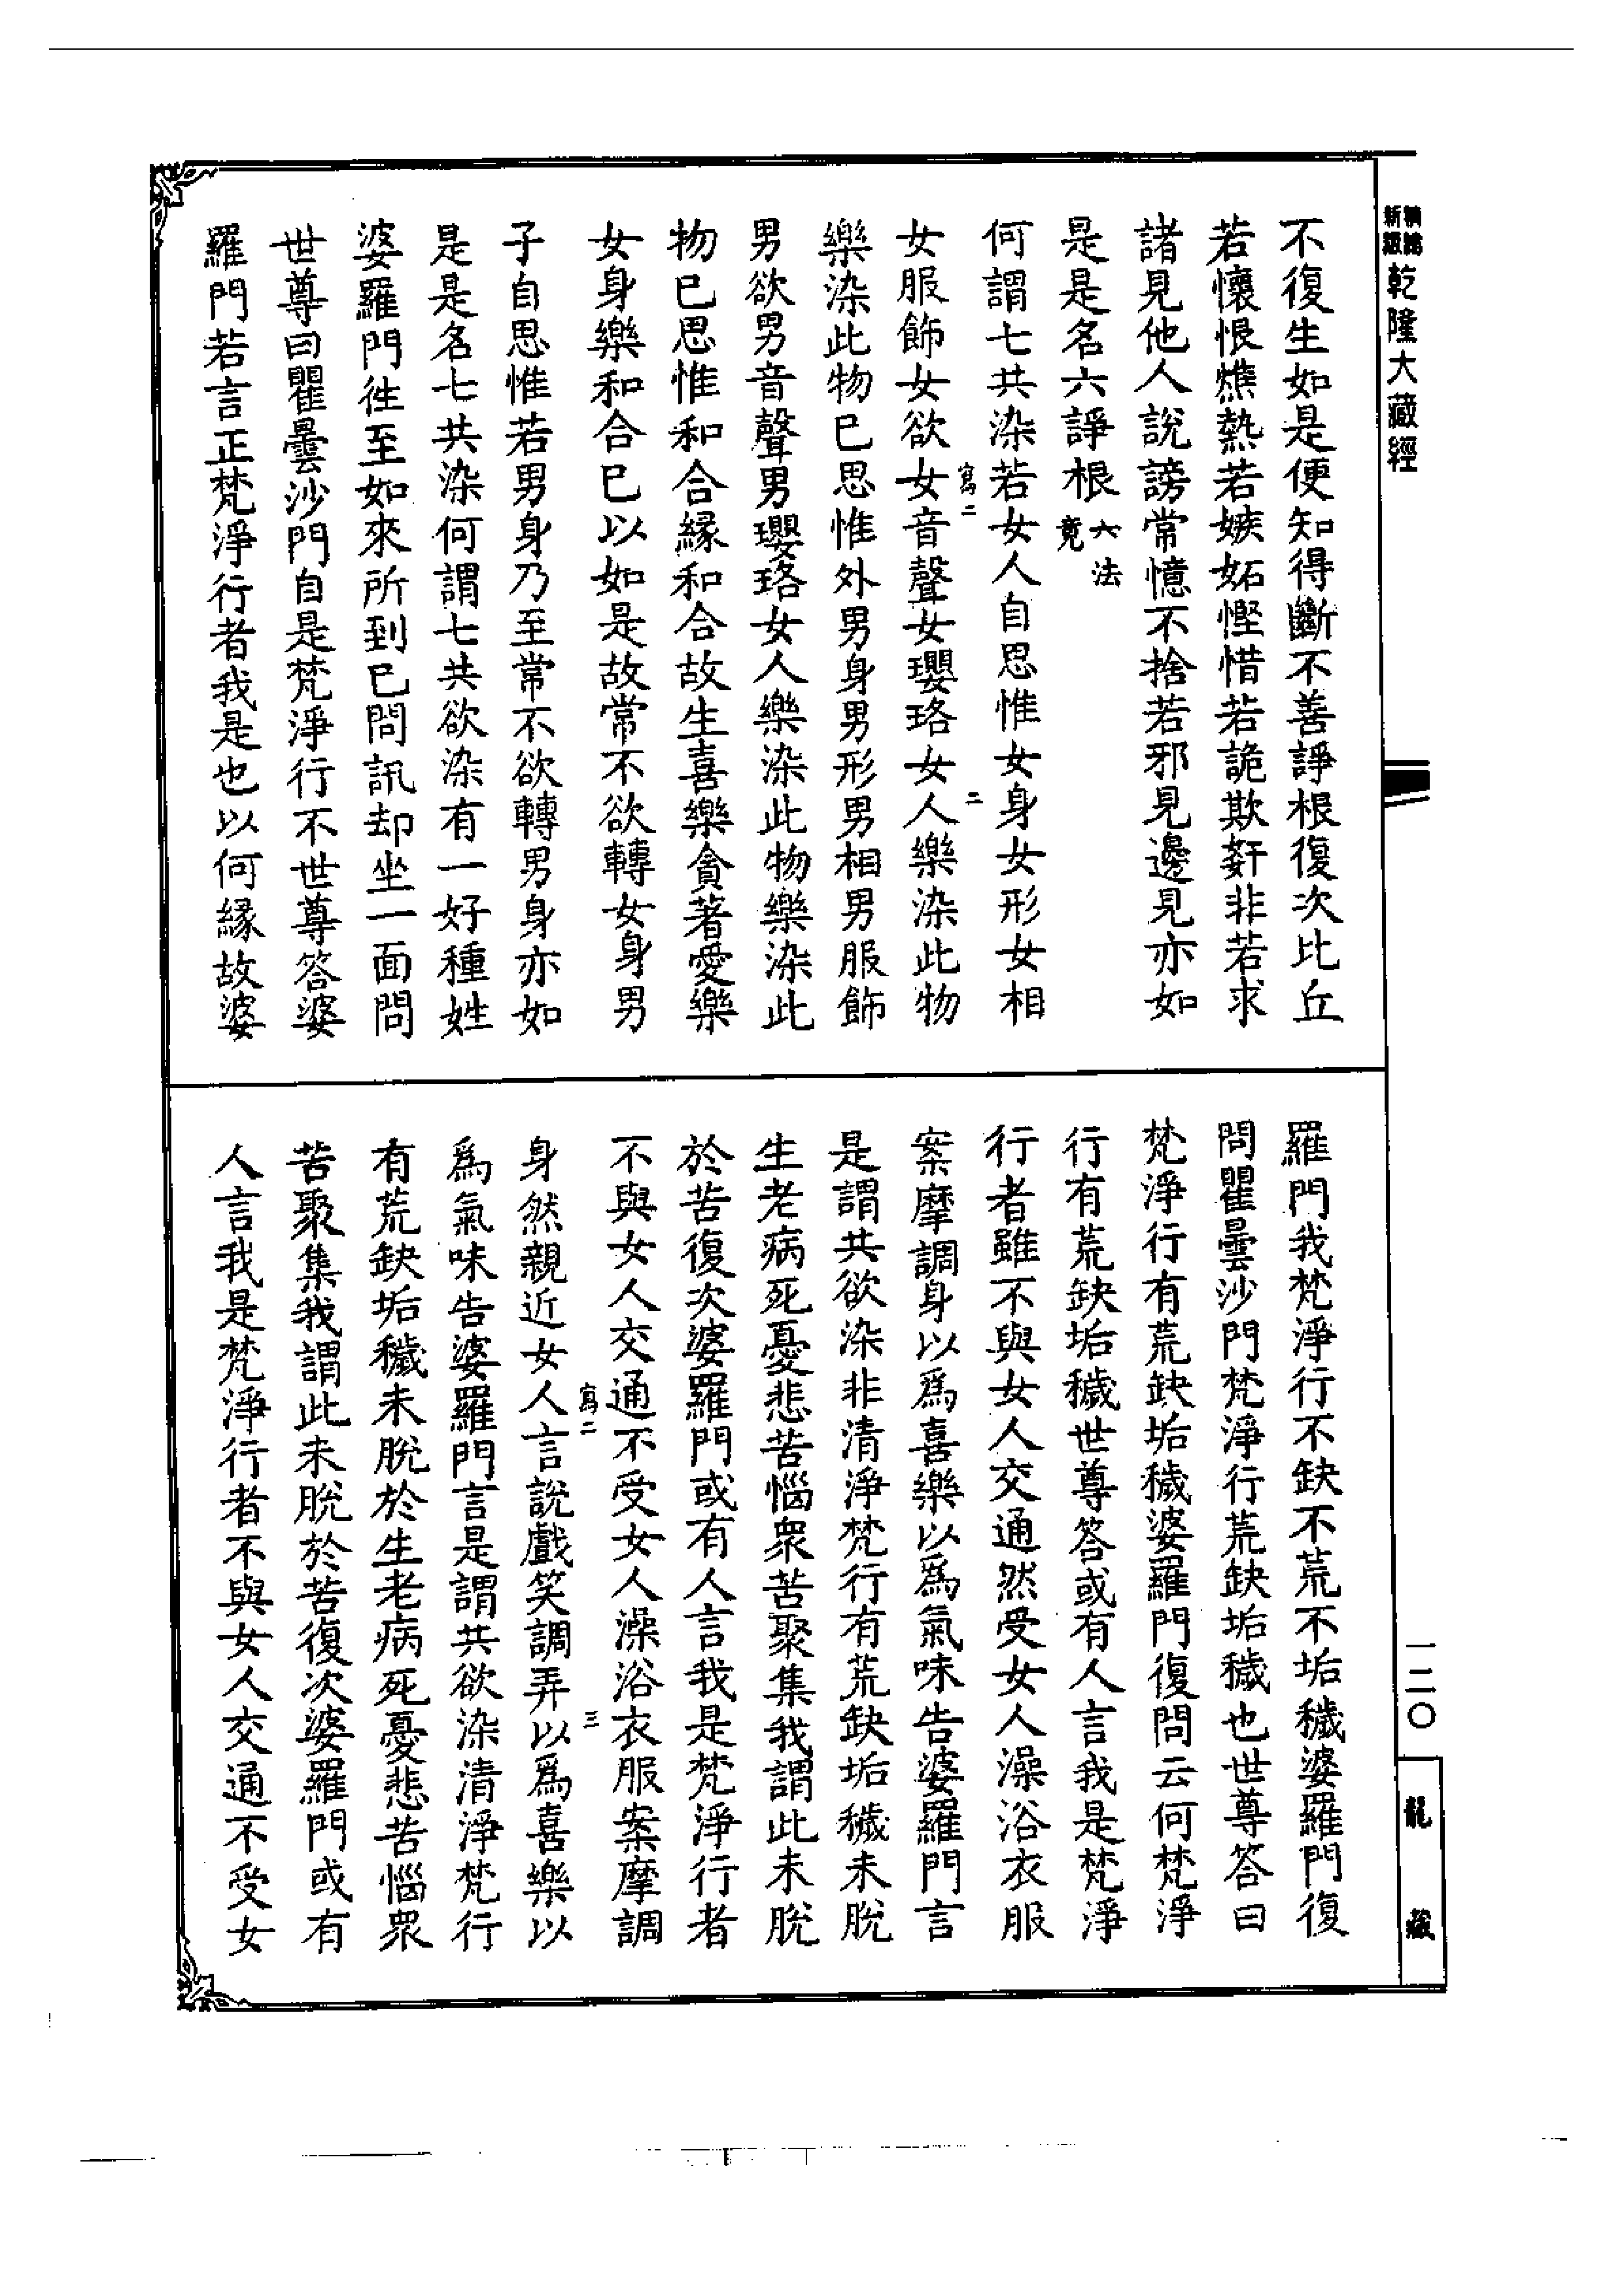 新編縮本乾隆大藏經
不復生如是便知得斷不善諍根復次比丘
若懷恨燋熱若嫉妬慳惜若詭欺姧非若求
諸見他人說謗常憶不捨若邪見邊見亦如
是是名六諍根六法竟
何謂七共染若女人自思惟女身女形女相
女服飾女欲女音聲女瓔珞女人樂染此物
寫二
二
樂染此物已思惟外男身男形男相男服飾
男欲男音聲男瓔珞女人樂染此物樂染此
物已思惟和合緣和合故生喜樂貪著愛樂
女身樂和合已以如是故常不欲轉女身男
子自思惟若男身乃至常不欲轉男身亦如
是是名七共染何謂七共欲染有一好種姓
婆羅門徃至如來所到已問訊却坐一面問
世尊曰瞿曇沙門自是梵淨行不世尊答婆
羅門若言正梵淨行者我是也以何緣故婆
羅門我梵淨行不缺不荒不垢穢婆羅門復
問瞿曇沙門梵淨行荒缺垢穢也世尊答曰
梵淨行有荒缺垢穢婆羅門復問云何梵淨
行有荒缺垢穢世尊答或有人言我是梵淨
行者雖不與女人交通然受女人澡浴衣服
案摩調身以為喜樂以為氣味告婆羅門言
是謂共欲染非清淨梵行有荒缺垢穢未脫
生老病死憂悲苦惱衆苦聚集我謂此未脫
於苦復次婆羅門或有人言我是梵淨行者
不與女人交通不受女人澡浴衣服案摩調
寫二
三
身然親近女人言說戲笑調弄以為喜樂以
為氣味告婆羅門言是謂共欲染清淨梵行
有荒缺垢穢未脫於生老病死憂悲苦惱衆
苦聚集我謂此未脫於苦復次婆羅門或有
人言我是梵淨行者不與女人交通不受女
一二〇
龍藏